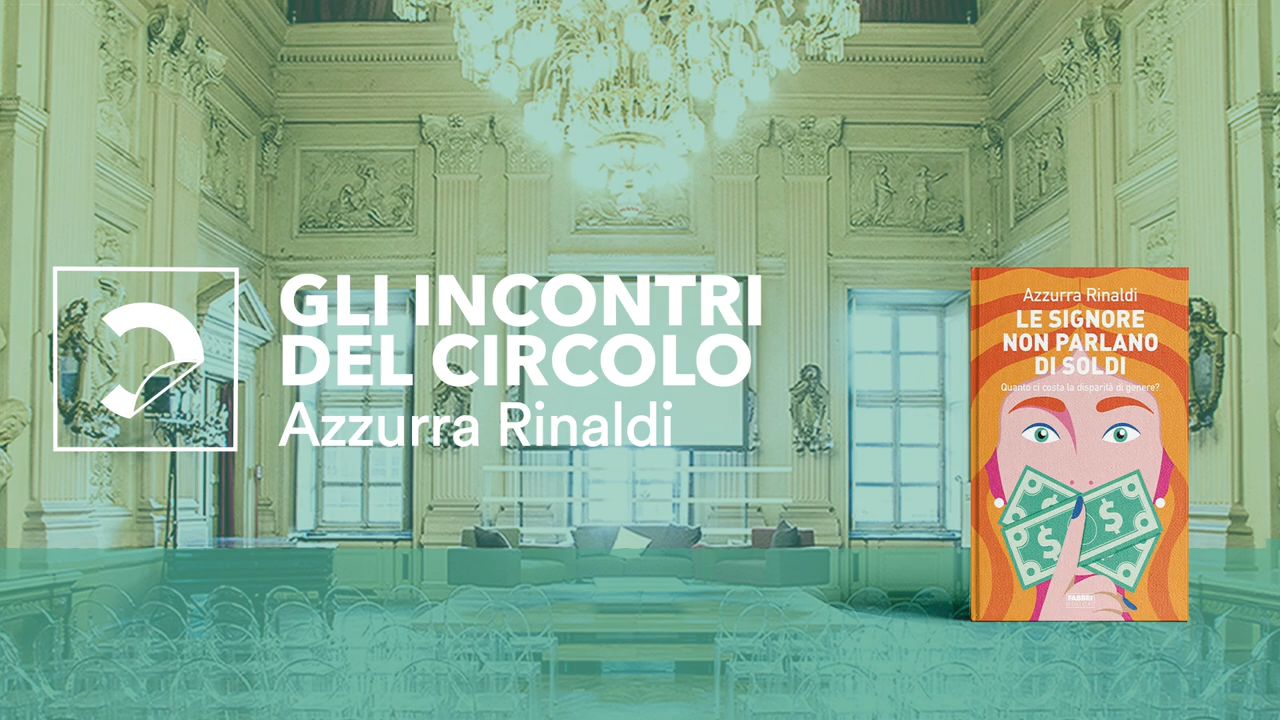 GLI INCONTRI
DEL CIRCOLO
Azzurra Rinaldi
Azzurra Rinaldi
LE SIGNORE
NON PARLANO
DI SOLDI
Quanto ci costa la disparità di genere?
$ $
FABBRI